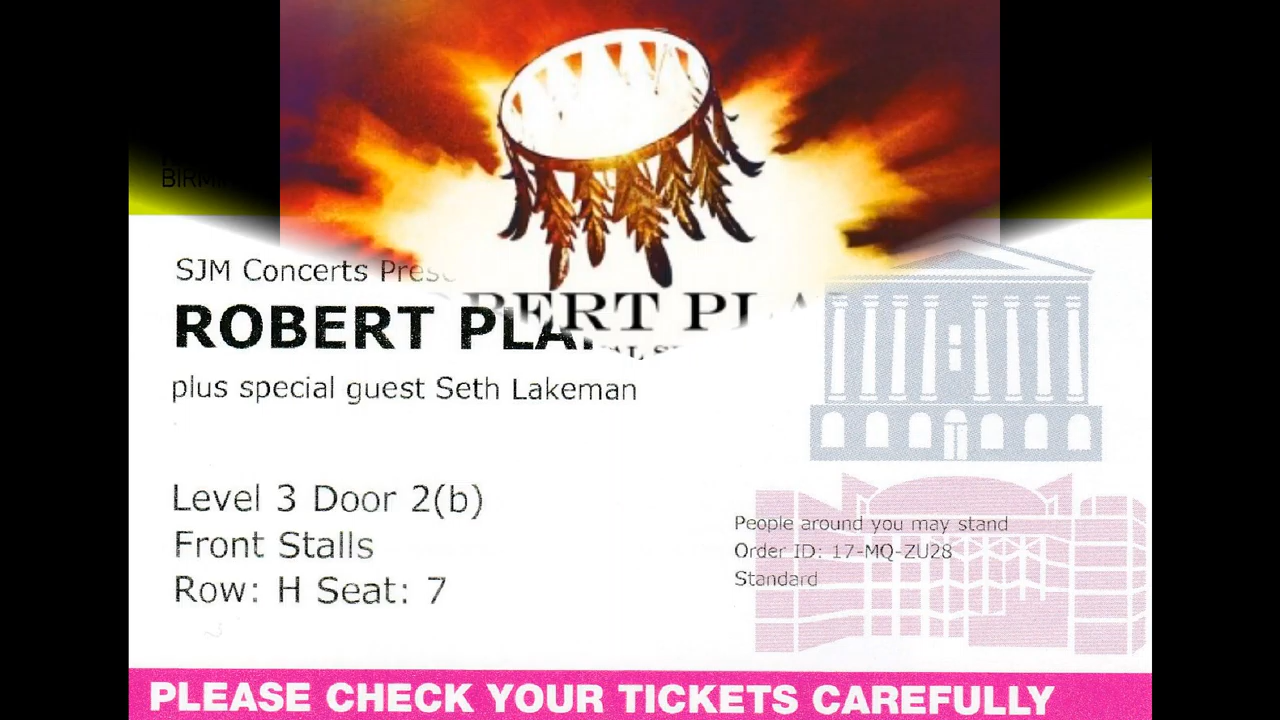 SJM Concerts Pres
ROBERT PLA
plus special guest Seth Lakeman
Level 3 Door 2(b)
Front Stalls
Row: H Seat: 7
People around you may stand
Order ID: 17-MQ-ZU28
Standard
PLEASE CHECK YOUR TICKETS CAREFULLY